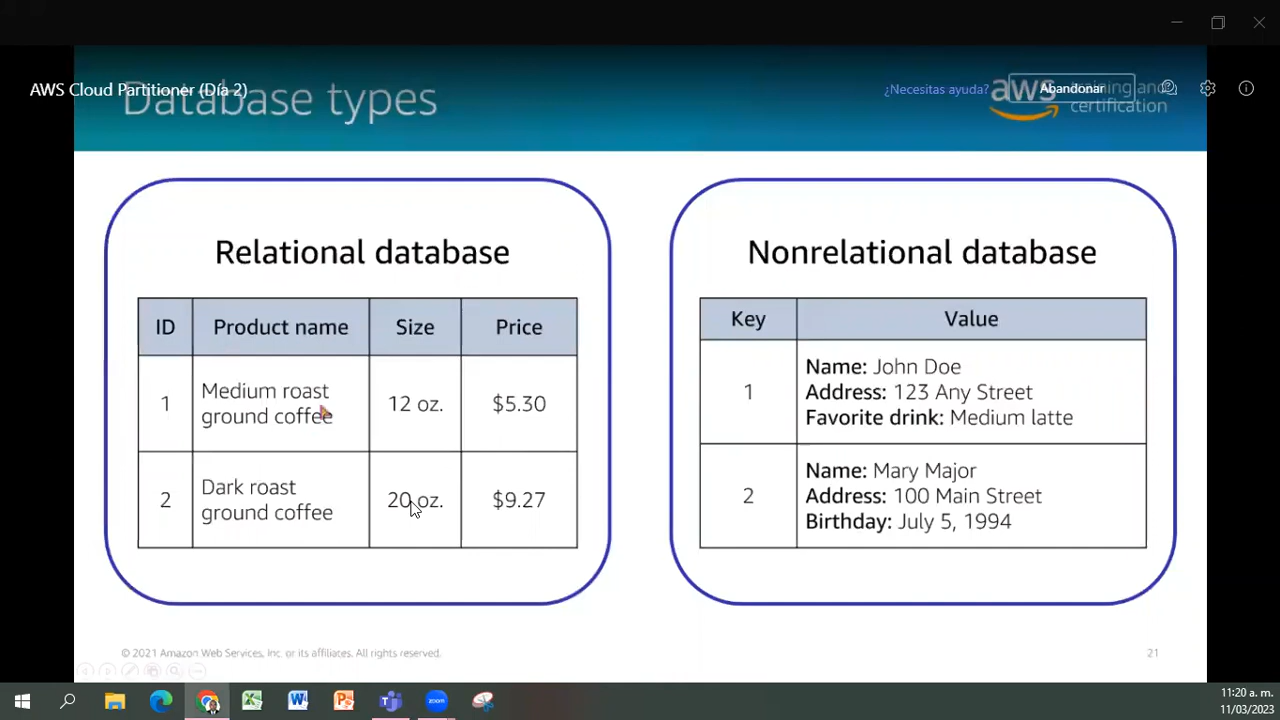 AWS Cloud Partitioner (Día 2)
Database types
¿Necesitas ayuda?
Abandonar
aws training and
certification
Relational database
ID Product name Size Price
1 Medium roast
ground coffee 12 oz. $5.30
2 Dark roast
ground coffee 20 oz. $9.27
Nonrelational database
Key Value
1 Name: John Doe
Address: 123 Any Street
Favorite drink: Medium latte
2 Name: Mary Major
Address: 100 Main Street
Birthday: July 5, 1994
© 2021 Amazon Web Services, Inc. or its affiliates. All rights reserved.
21
zoom
11:20 a. m.
11/03/2023